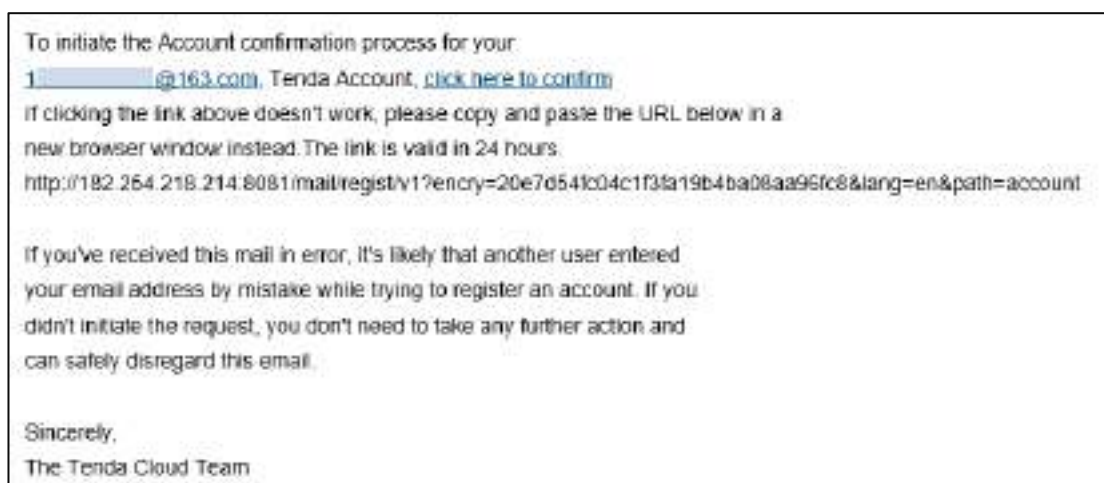 To initiate the Account confirmation process for your
1 @163.com, Tenda Account, click here to confirm
If clicking the link above doesn't work, please copy and paste the URL below in a
new browser window instead.The link is valid in 24 hours.
http://182.254.218.214:8081/mail/regist/v1?encry=20e7d54fc04c1f3fa19b4ba08aa96fc8&lang=en&path=account
If you've received this mail in error, it's likely that another user entered
your email address by mistake while trying to register an account. If you
didn't initiate the request, you don't need to take any further action and
can safely disregard this email.
Sincerely,
The Tenda Cloud Team